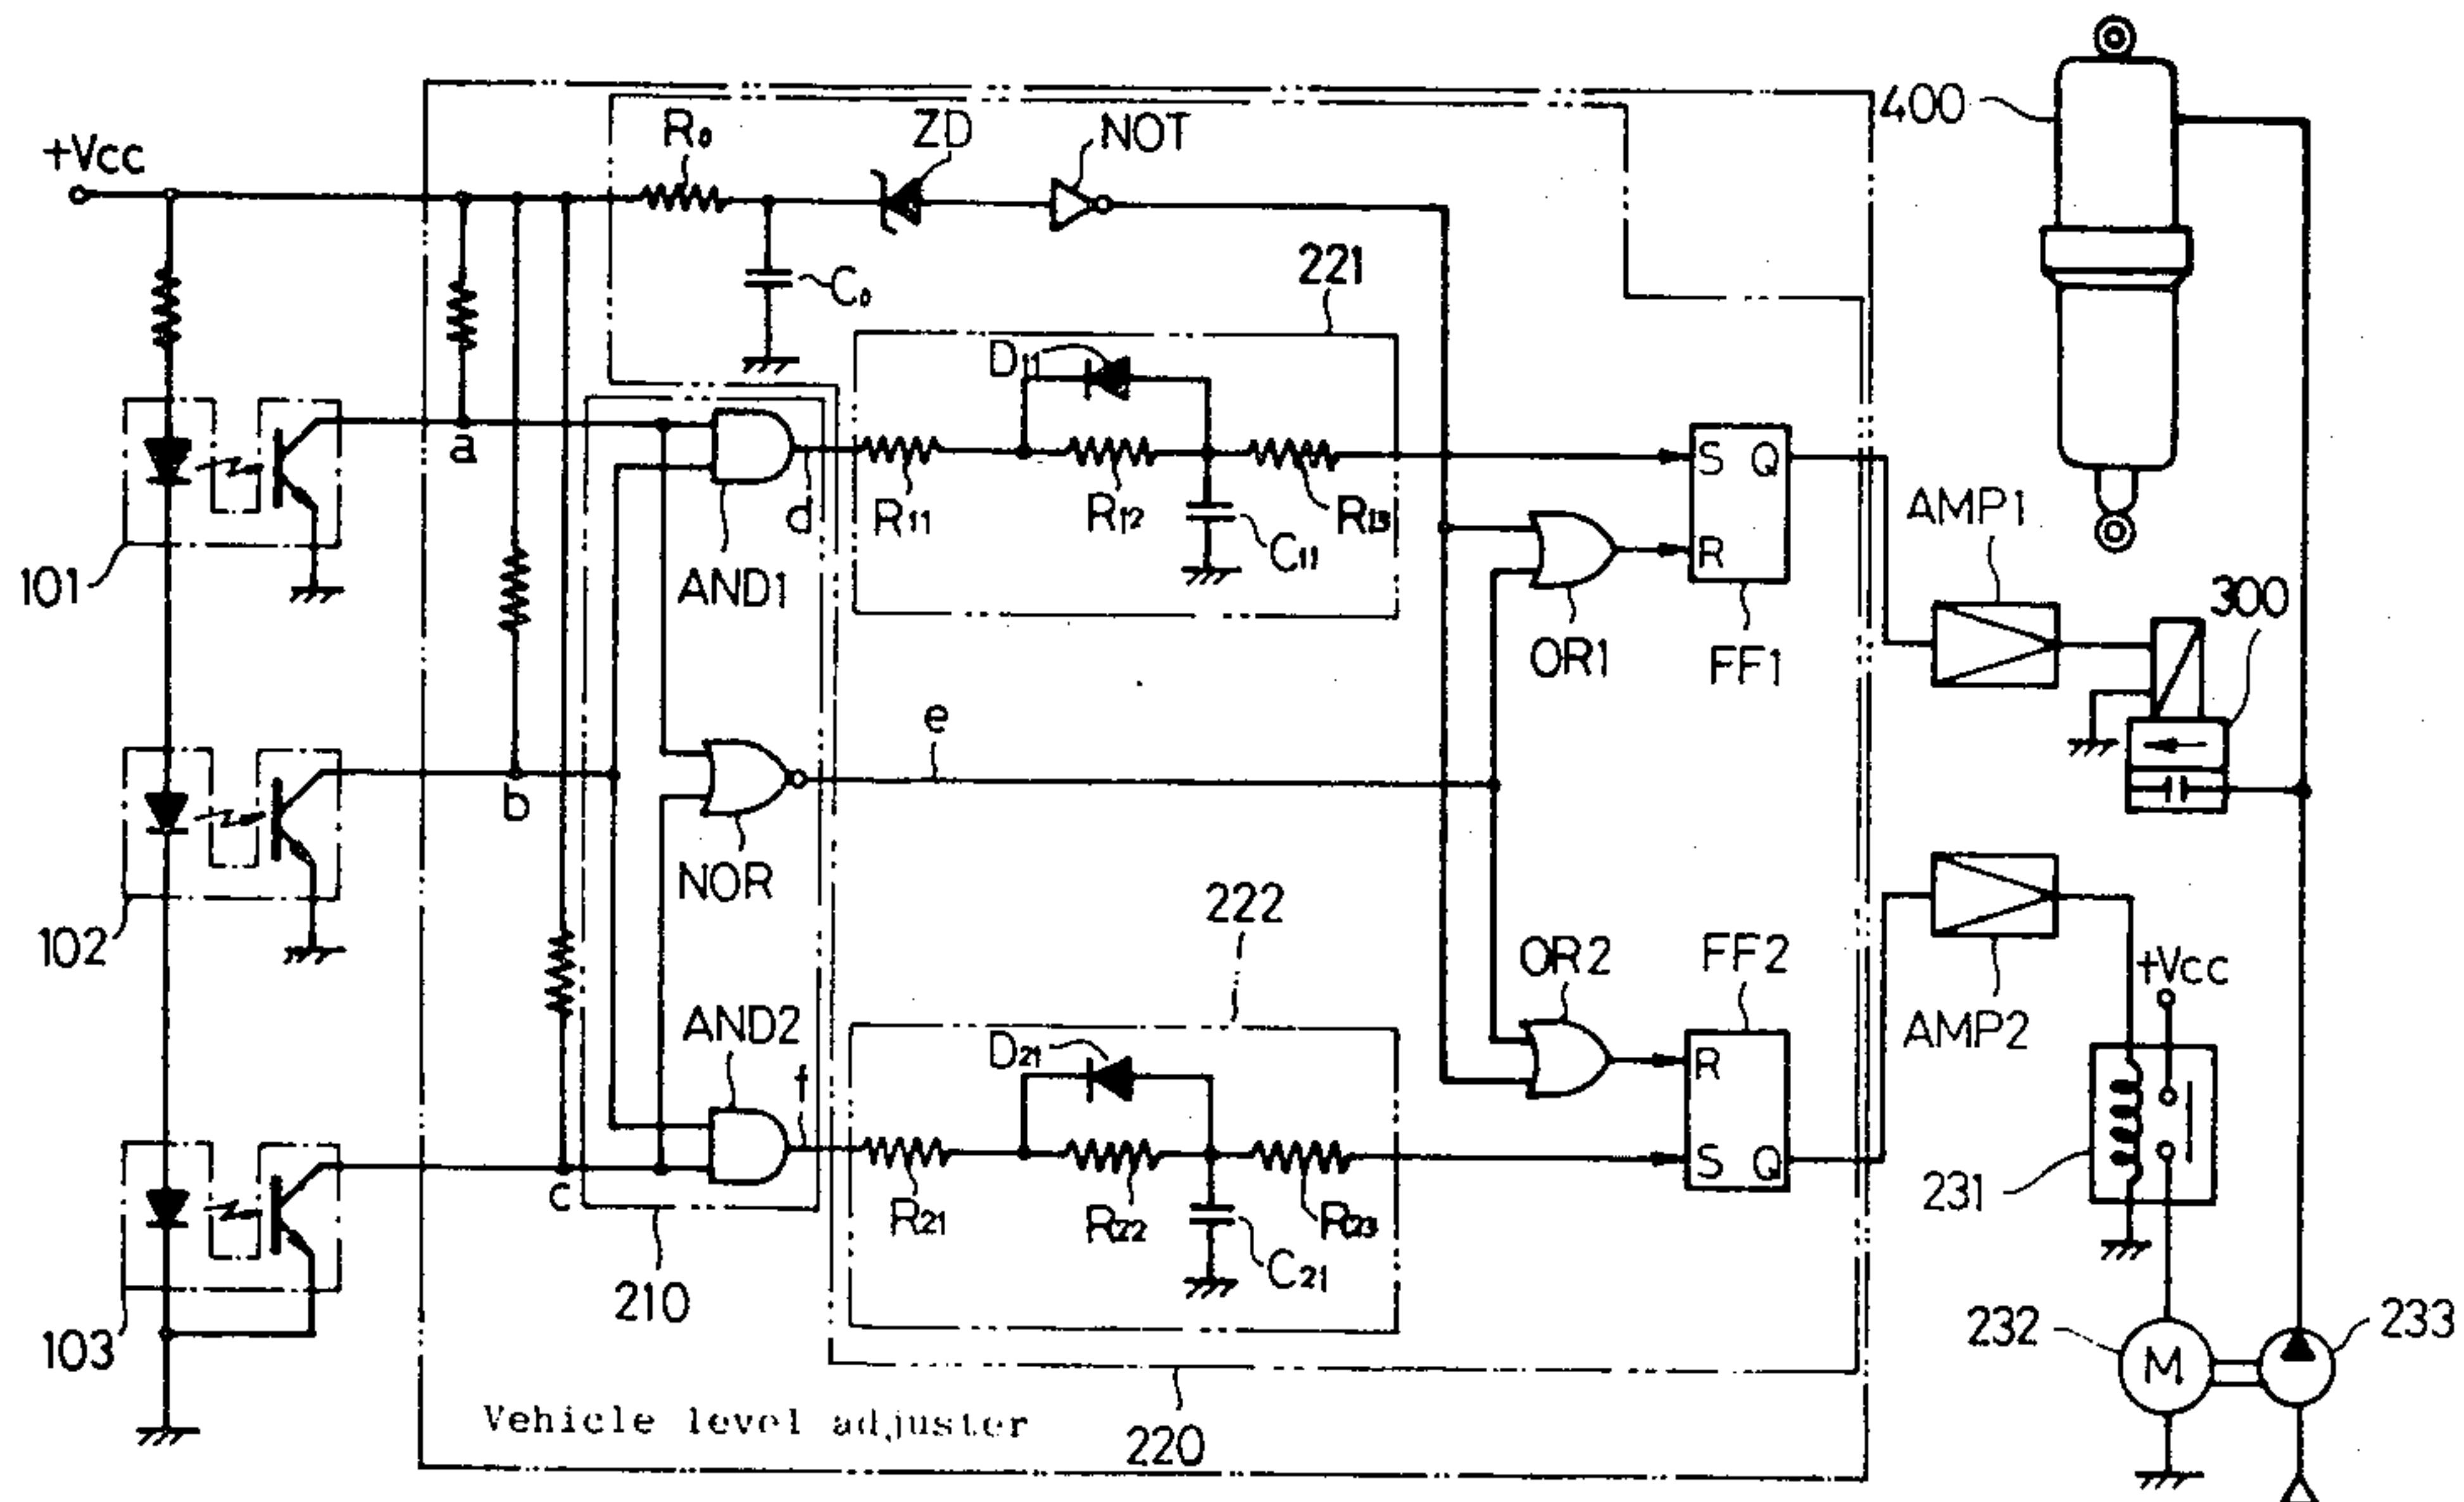 +Vcc
R0
ZD
NOT
400
C0
221
D11
a
d
R11
R12
C11
R13
S Q
R
AMP1
101
AND1
OR1
FF1
300
e
b
NOR
222
102
OR2
FF2
+Vcc
AND2
D21
AMP2
f
R
S Q
c
R21
R22
R23
C21
231
210
103
232
233
M
Vehicle level adjuster
220